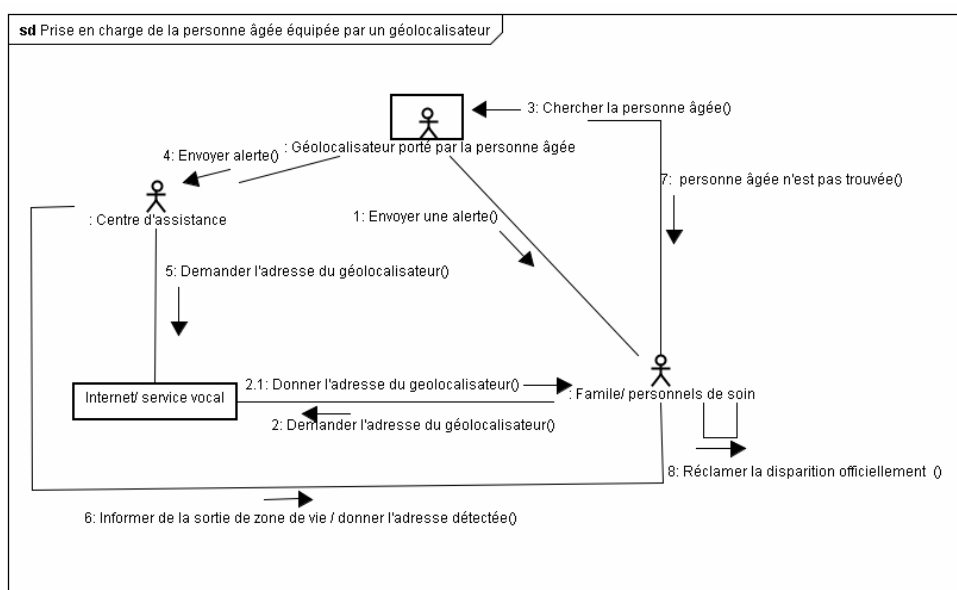 sd Prise en charge de la personne âgée équipée par un géolocalisateur
3: Chercher la personne âgée()
: Géolocalisateur porté par la personne âgée
4: Envoyer alerte()
7: personne âgée n'est pas trouvée()
: Centre d'assistance
1: Envoyer une alerte()
5: Demander l'adresse du géolocalisateur()
2.1: Donner l'adresse du geolocalisateur()
Internet/ service vocal
: Famile/ personnels de soin
2: Demander l'adresse du géolocalisateur()
8: Réclamer la disparition officiellement ()
6: Informer de la sortie de zone de vie / donner l'adresse détectée()